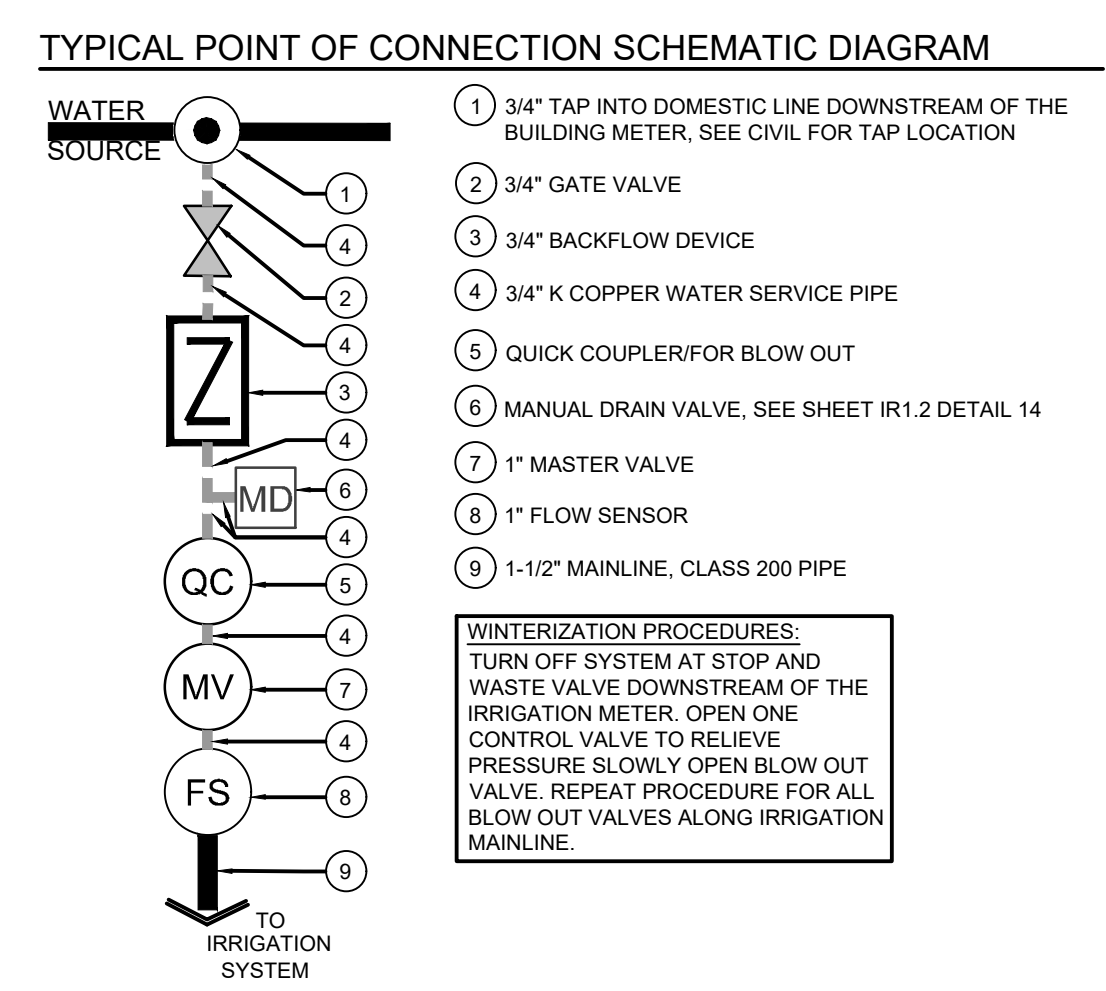 TYPICAL POINT OF CONNECTION SCHEMATIC DIAGRAM
WATER
SOURCE
1
4
2
4
3
4
MD
6
4
QC
5
4
MV
7
4
FS
8
9
TO
IRRIGATION
SYSTEM
1 3/4" TAP INTO DOMESTIC LINE DOWNSTREAM OF THE
BUILDING METER, SEE CIVIL FOR TAP LOCATION
2 3/4" GATE VALVE
3 3/4" BACKFLOW DEVICE
4 3/4" K COPPER WATER SERVICE PIPE
5 QUICK COUPLER/FOR BLOW OUT
6 MANUAL DRAIN VALVE, SEE SHEET IR1.2 DETAIL 14
7 1" MASTER VALVE
8 1" FLOW SENSOR
9 1-1/2" MAINLINE, CLASS 200 PIPE
WINTERIZATION PROCEDURES:
TURN OFF SYSTEM AT STOP AND
WASTE VALVE DOWNSTREAM OF THE
IRRIGATION METER. OPEN ONE
CONTROL VALVE TO RELIEVE
PRESSURE SLOWLY OPEN BLOW OUT
VALVE. REPEAT PROCEDURE FOR ALL
BLOW OUT VALVES ALONG IRRIGATION
MAINLINE.